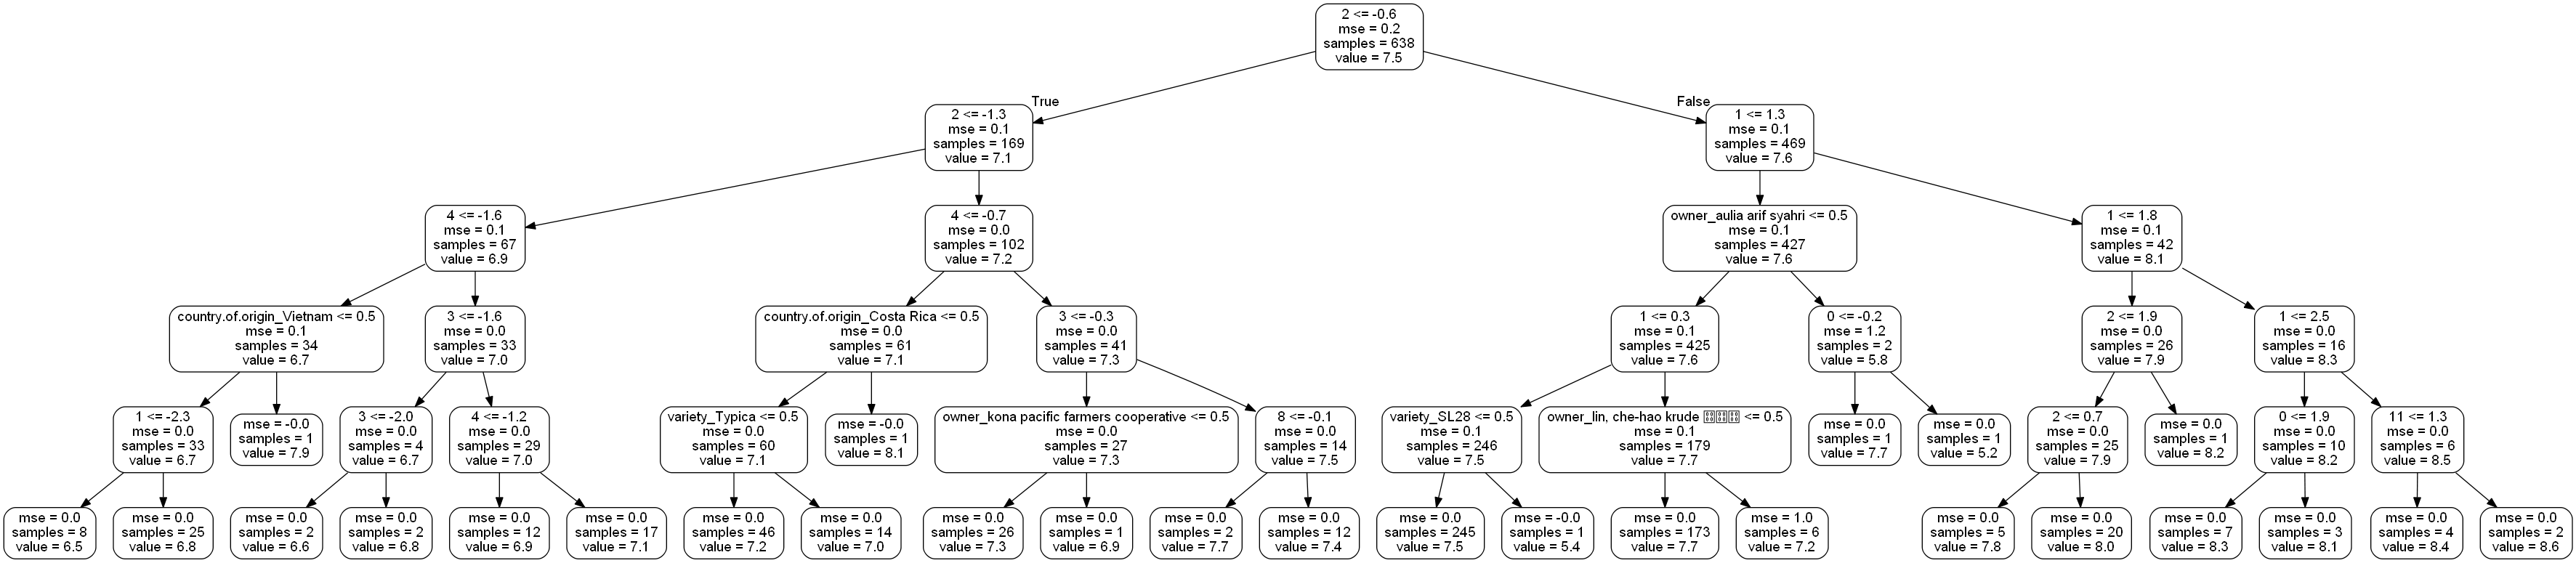 2 <= -0.6
mse = 0.2
samples = 638
value = 7.5
True
False
2 <= -1.3
mse = 0.1
samples = 169
value = 7.1
1 <= 1.3
mse = 0.1
samples = 469
value = 7.6
4 <= -1.6
mse = 0.1
samples = 67
value = 6.9
4 <= -0.7
mse = 0.0
samples = 102
value = 7.2
owner_aulia arif syahri <= 0.5
mse = 0.1
samples = 427
value = 7.6
1 <= 1.8
mse = 0.1
samples = 42
value = 8.1
country.of.origin_Vietnam <= 0.5
mse = 0.1
samples = 34
value = 6.7
3 <= -1.6
mse = 0.0
samples = 33
value = 7.0
country.of.origin_Costa Rica <= 0.5
mse = 0.0
samples = 61
value = 7.1
3 <= -0.3
mse = 0.0
samples = 41
value = 7.3
1 <= 0.3
mse = 0.1
samples = 425
value = 7.6
0 <= -0.2
mse = 1.2
samples = 2
value = 5.8
2 <= 1.9
mse = 0.0
samples = 26
value = 7.9
1 <= 2.5
mse = 0.0
samples = 16
value = 8.3
1 <= -2.3
mse = 0.0
samples = 33
value = 6.7
mse = -0.0
samples = 1
value = 7.9
3 <= -2.0
mse = 0.0
samples = 4
value = 6.7
4 <= -1.2
mse = 0.0
samples = 29
value = 7.0
variety_Typica <= 0.5
mse = 0.0
samples = 60
value = 7.1
mse = -0.0
samples = 1
value = 8.1
owner_kona pacific farmers cooperative <= 0.5
mse = 0.0
samples = 27
value = 7.3
8 <= -0.1
mse = 0.0
samples = 14
value = 7.5
variety_SL28 <= 0.5
mse = 0.1
samples = 246
value = 7.5
owner_lin, che-hao krude <= 0.5
mse = 0.1
samples = 179
value = 7.7
mse = 0.0
samples = 1
value = 7.7
mse = 0.0
samples = 1
value = 5.2
2 <= 0.7
mse = 0.0
samples = 25
value = 7.9
mse = 0.0
samples = 1
value = 8.2
0 <= 1.9
mse = 0.0
samples = 10
value = 8.2
11 <= 1.3
mse = 0.0
samples = 6
value = 8.5
mse = 0.0
samples = 8
value = 6.5
mse = 0.0
samples = 25
value = 6.8
mse = 0.0
samples = 2
value = 6.6
mse = 0.0
samples = 2
value = 6.8
mse = 0.0
samples = 12
value = 6.9
mse = 0.0
samples = 17
value = 7.1
mse = 0.0
samples = 46
value = 7.2
mse = 0.0
samples = 14
value = 7.0
mse = 0.0
samples = 26
value = 7.3
mse = 0.0
samples = 1
value = 6.9
mse = 0.0
samples = 2
value = 7.7
mse = 0.0
samples = 12
value = 7.4
mse = 0.0
samples = 245
value = 7.5
mse = -0.0
samples = 1
value = 5.4
mse = 0.0
samples = 173
value = 7.7
mse = 1.0
samples = 6
value = 7.2
mse = 0.0
samples = 5
value = 7.8
mse = 0.0
samples = 20
value = 8.0
mse = 0.0
samples = 7
value = 8.3
mse = 0.0
samples = 3
value = 8.1
mse = 0.0
samples = 4
value = 8.4
mse = 0.0
samples = 2
value = 8.6